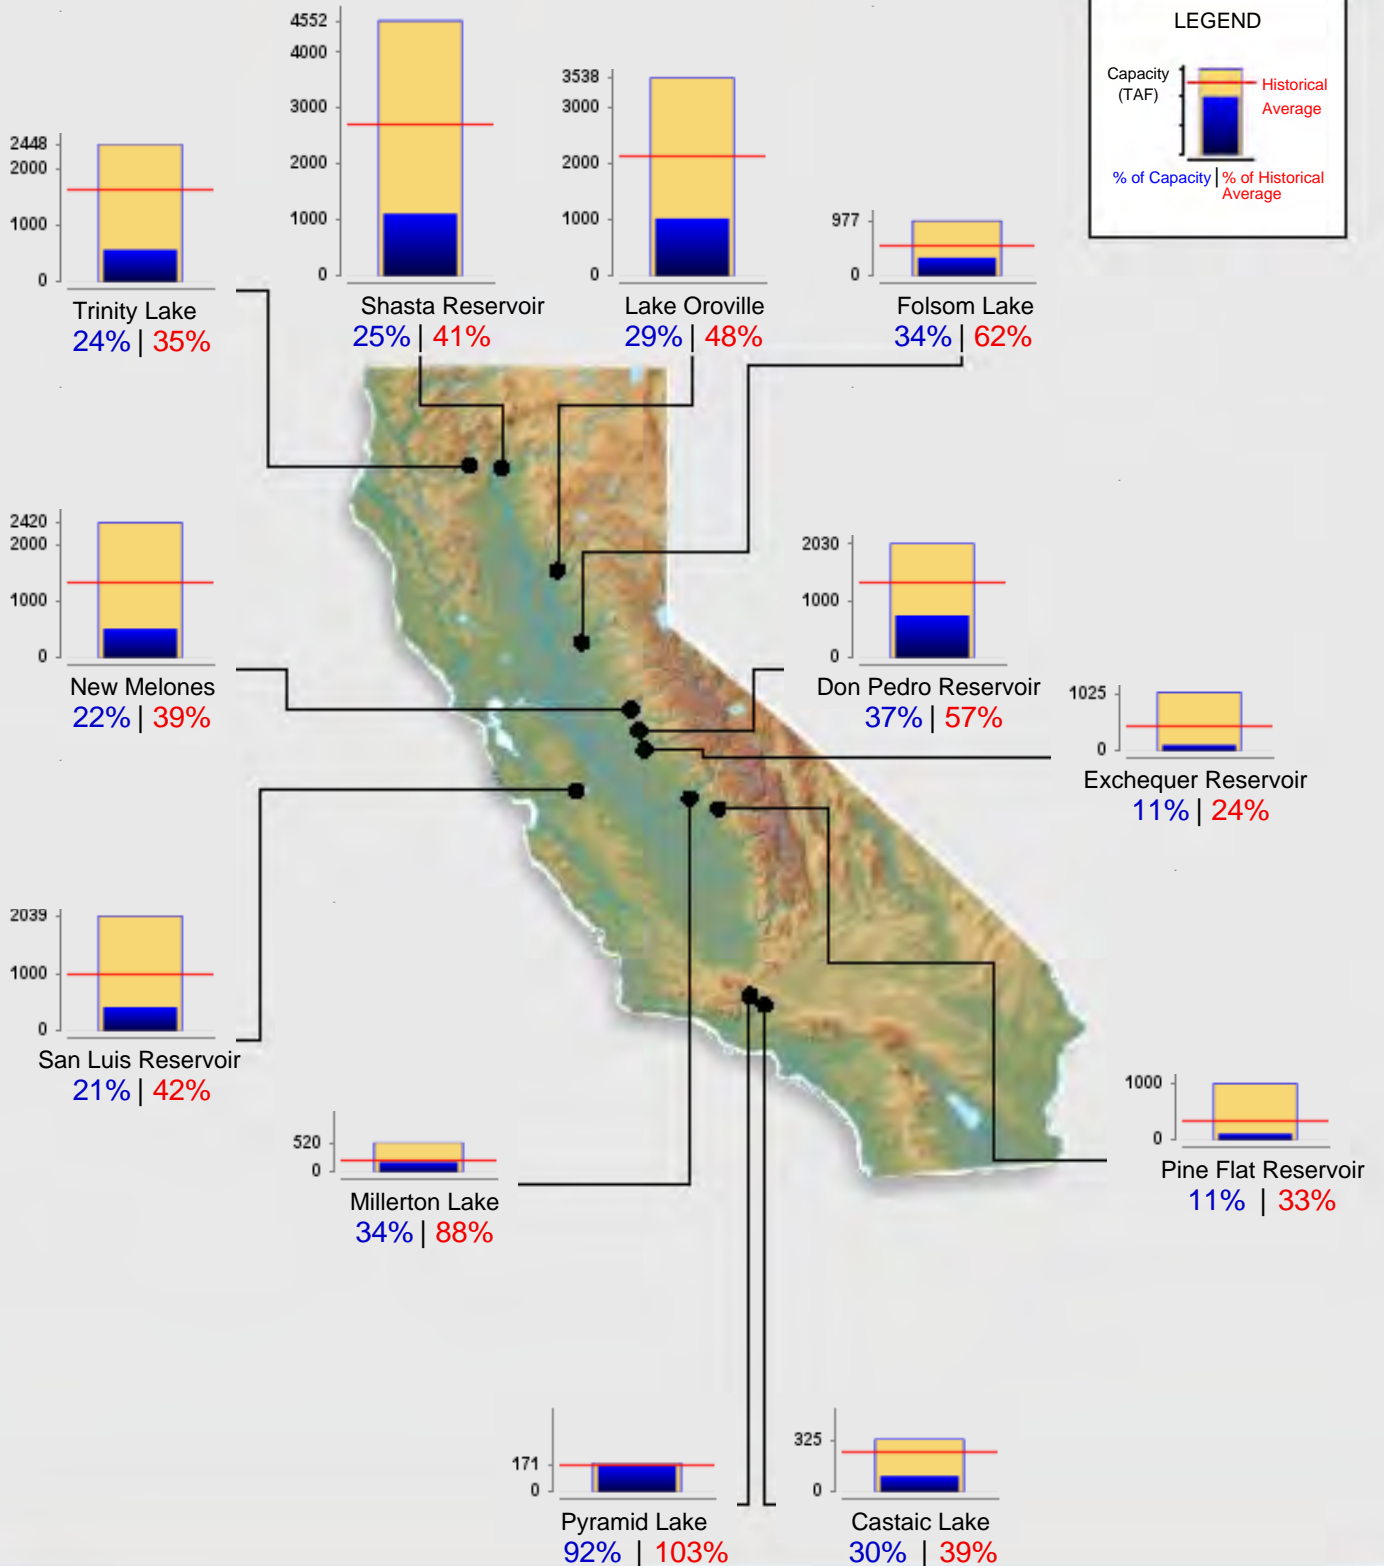 LEGEND
Capacity
(TAF)
Historical
Average
% of Capacity | % of Historical
Average
4552
4000
3000
2000
1000
0
Shasta Reservoir
25% | 41%
3538
3000
2000
1000
0
Lake Oroville
29% | 48%
2448
2000
1000
0
Trinity Lake
24% | 35%
977
0
Folsom Lake
34% | 62%
2420
2000
1000
0
New Melones
22% | 39%
2030
1000
0
Don Pedro Reservoir
37% | 57%
1025
0
Exchequer Reservoir
11% | 24%
2039
1000
0
San Luis Reservoir
21% | 42%
520
0
Millerton Lake
34% | 88%
1000
0
Pine Flat Reservoir
11% | 33%
171
0
Pyramid Lake
92% | 103%
325
0
Castaic Lake
30% | 39%